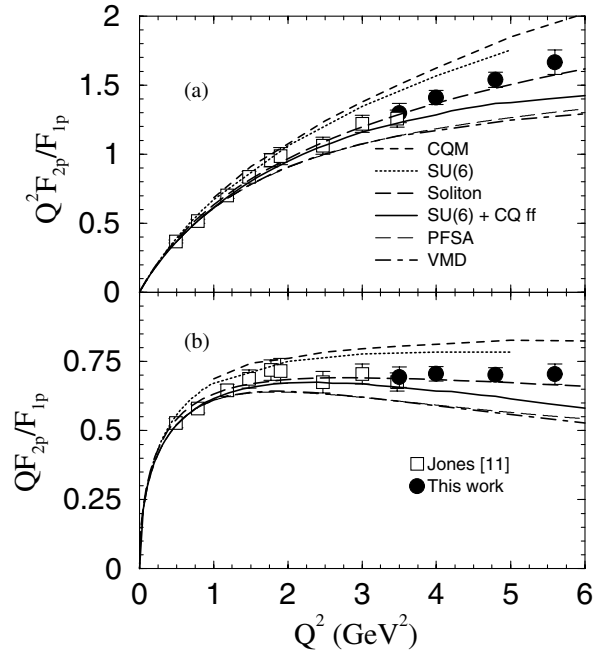 2
1.5
1
0.5
0
Q²F₂ₚ/F₁ₚ
(a)
CQM
SU(6)
Soliton
SU(6) + CQ ff
PFSA
VMD
(b)
0.75
0.5
0.25
0
QF₂ₚ/F₁ₚ
Jones [11]
This work
0 1 2 3 4 5 6
Q² (GeV²)